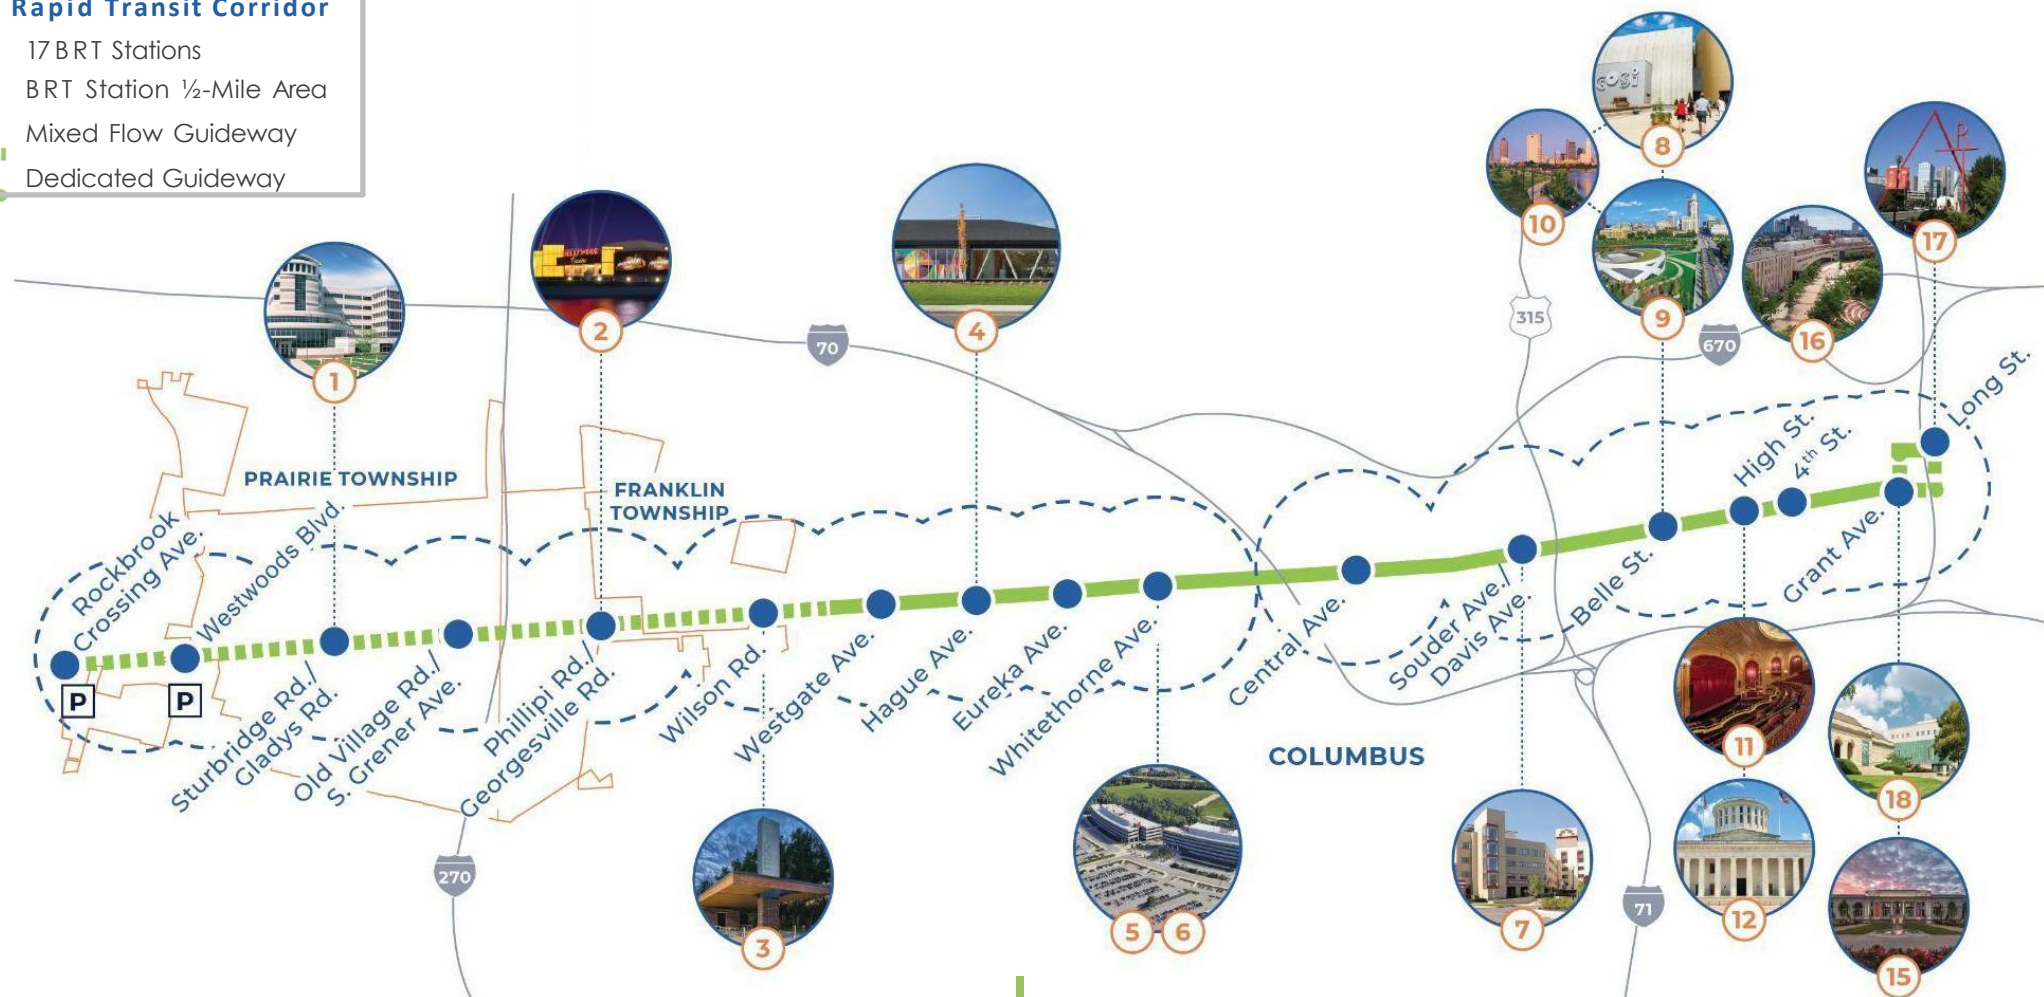 Rapid Transit Corridor
17 BRT Stations
BRT Station ½-Mile Area
Mixed Flow Guideway
Dedicated Guideway
cosi
8
10
17
2
4
9
315
16
70
670
1
Long St.
High St.
4th St.
PRAIRIE TOWNSHIP
FRANKLIN
TOWNSHIP
Rockbrook
Crossing Ave.
Westwoods Blvd.
Grant Ave.
Belle St.
Souder Ave./
Davis Ave.
Central Ave.
Whitethorne Ave.
Eureka Ave.
Hague Ave.
Westgate Ave.
Wilson Rd.
Phillipi Rd./
Georgesville Rd.
Old Village Rd./
S. Grener Ave.
Sturbridge Rd./
Gladys Rd.
P
P
COLUMBUS
11
18
270
71
3
5
6
7
12
15